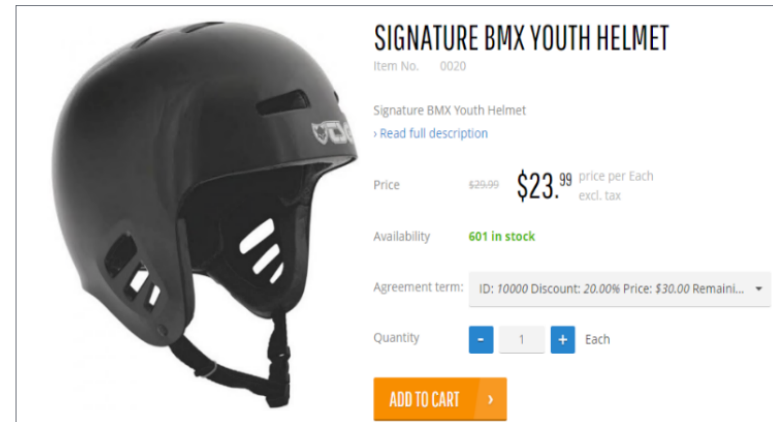 SIGNATURE BMX YOUTH HELMET
Item No. 0020
Signature BMX Youth Helmet
› Read full description
Price $29.99 $23.99 price per Each
excl. tax
Availability 601 in stock
Agreement term: ID: 10000 Discount: 20.00% Price: $30.00 Remaini...
Quantity - 1 + Each
ADD TO CART ›